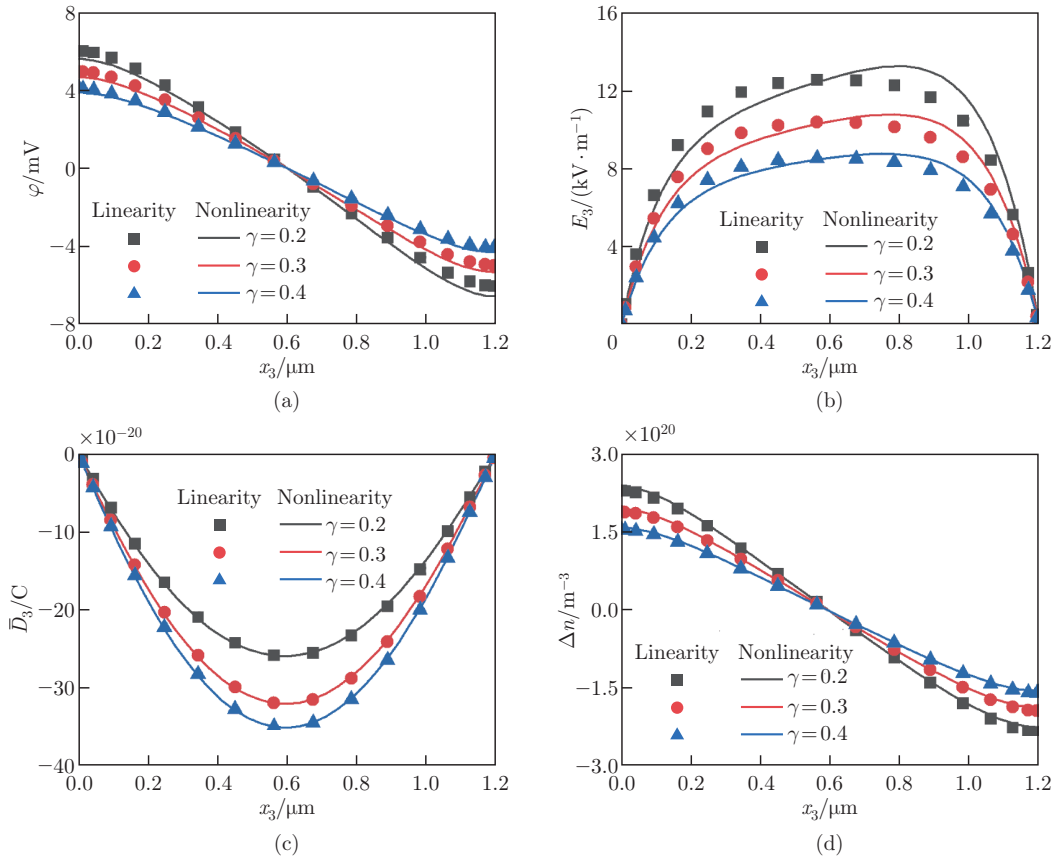 8
4
0
−4
−8
φ/mV
Linearity Nonlinearity
γ=0.2
γ=0.3
γ=0.4
0.0 0.2 0.4 0.6 0.8 1.0 1.2
x₃/μm
(a)
16
12
8
4
E₃/(kV·m⁻¹)
Linearity Nonlinearity
γ=0.2
γ=0.3
γ=0.4
0 0.2 0.4 0.6 0.8 1.0 1.2
x₃/μm
(b)
×10⁻²⁰
0
−10
−20
−30
−40
D̅₃/C
Linearity Nonlinearity
γ=0.2
γ=0.3
γ=0.4
0.0 0.2 0.4 0.6 0.8 1.0 1.2
x₃/μm
(c)
×10²⁰
3.0
1.5
0.0
−1.5
−3.0
Δn/m⁻³
Linearity Nonlinearity
γ=0.2
γ=0.3
γ=0.4
0.0 0.2 0.4 0.6 0.8 1.0 1.2
x₃/μm
(d)